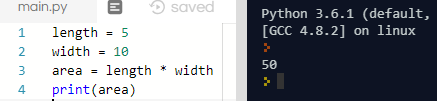 main.py
saved
1 length = 5
2 width = 10
3 area = length * width
4 print(area)
Python 3.6.1 (default,
[GCC 4.8.2] on linux
>
50
>